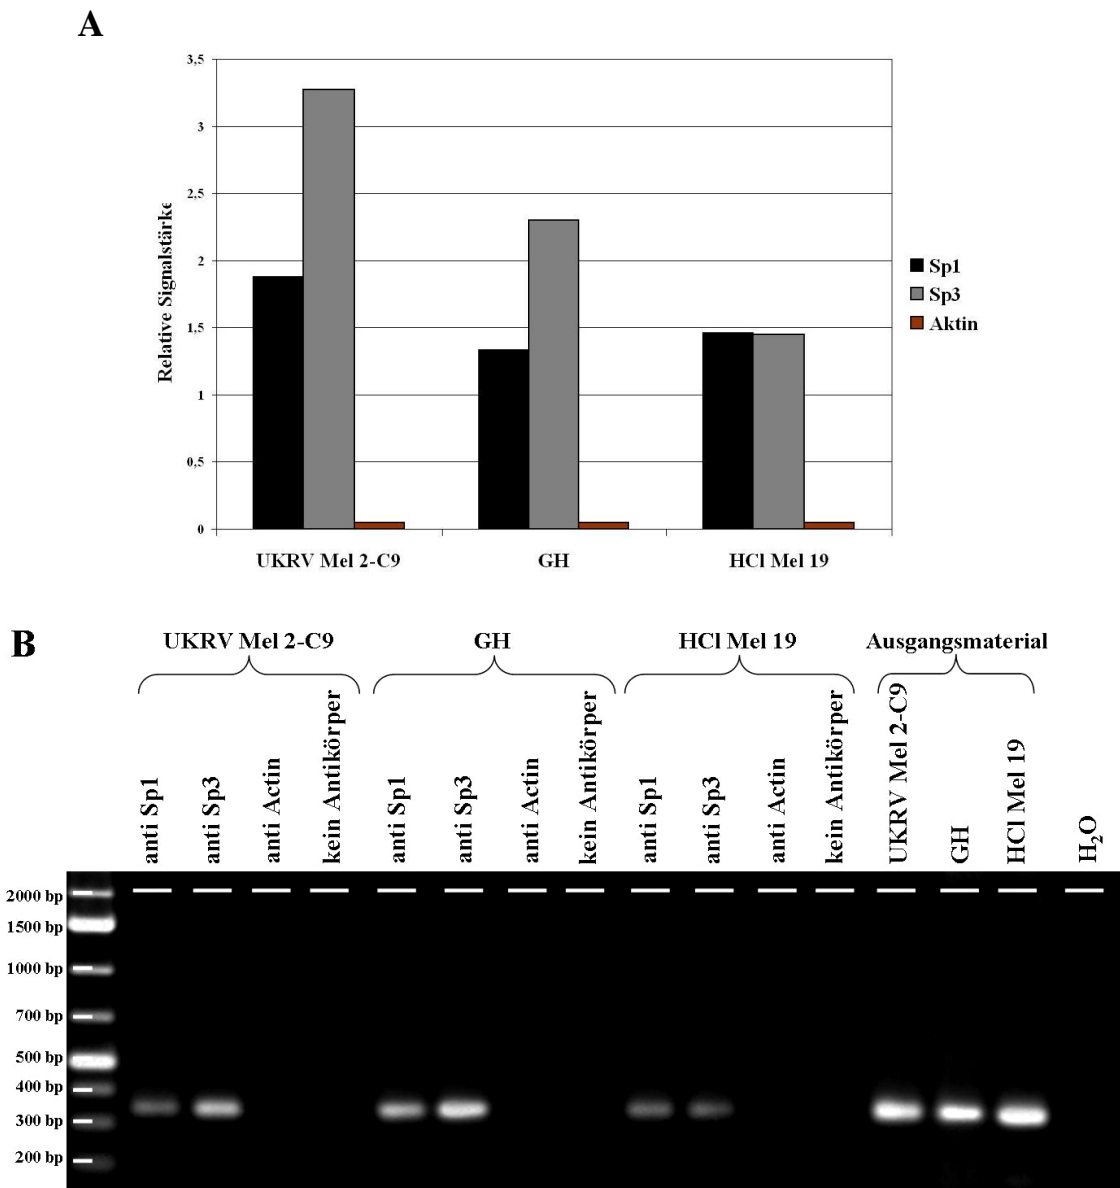 A
3,5
3
2,5
2
1,5
1
0,5
0
Relative Signalstärke
UKRV Mel 2-C9
GH
HCl Mel 19
Sp1
Sp3
Aktin
B
UKRV Mel 2-C9
GH
HCl Mel 19
Ausgangsmaterial
anti Sp1
anti Sp3
anti Actin
kein Antikörper
anti Sp1
anti Sp3
anti Actin
kein Antikörper
anti Sp1
anti Sp3
anti Actin
kein Antikörper
UKRV Mel 2-C9
GH
HCl Mel 19
H₂O
2000 bp
1500 bp
1000 bp
700 bp
500 bp
400 bp
300 bp
200 bp